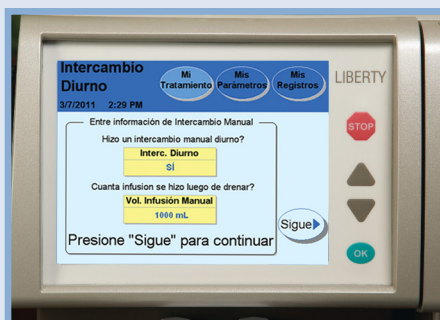 Intercambio
Diurno
Mi
Tratamiento
Mis
Parámetros
Mis
Registros
3/7/2011 2:29 PM
LIBERTY
Entre información de Intercambio Manual
Hizo un intercambio manual diurno?
Interc. Diurno
SÍ
Cuanta infusion se hizo luego de drenar?
Vol. Infusión Manual
1000 mL
Sigue
Presione "Sigue" para continuar
STOP
OK